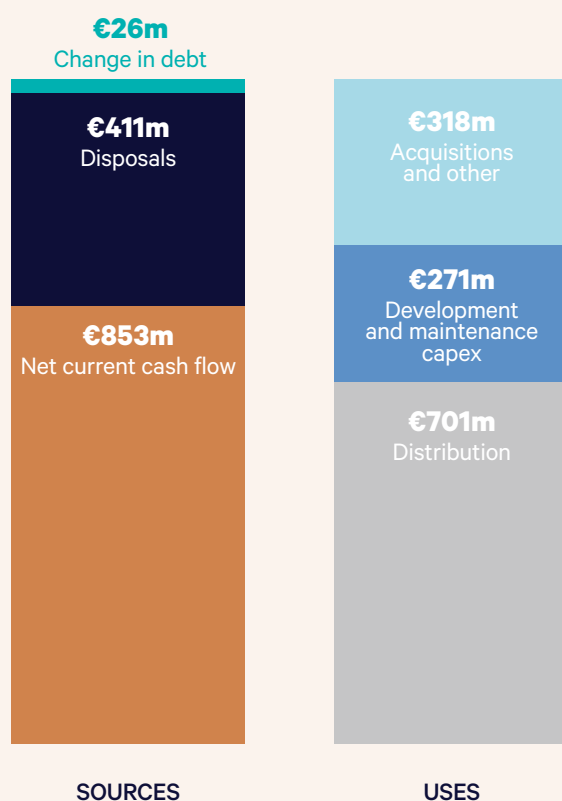 €26m
Change in debt
€411m
Disposals
€853m
Net current cash flow
SOURCES
€318m
Acquisitions
and other
€271m
Development
and maintenance
capex
€701m
Distribution
USES